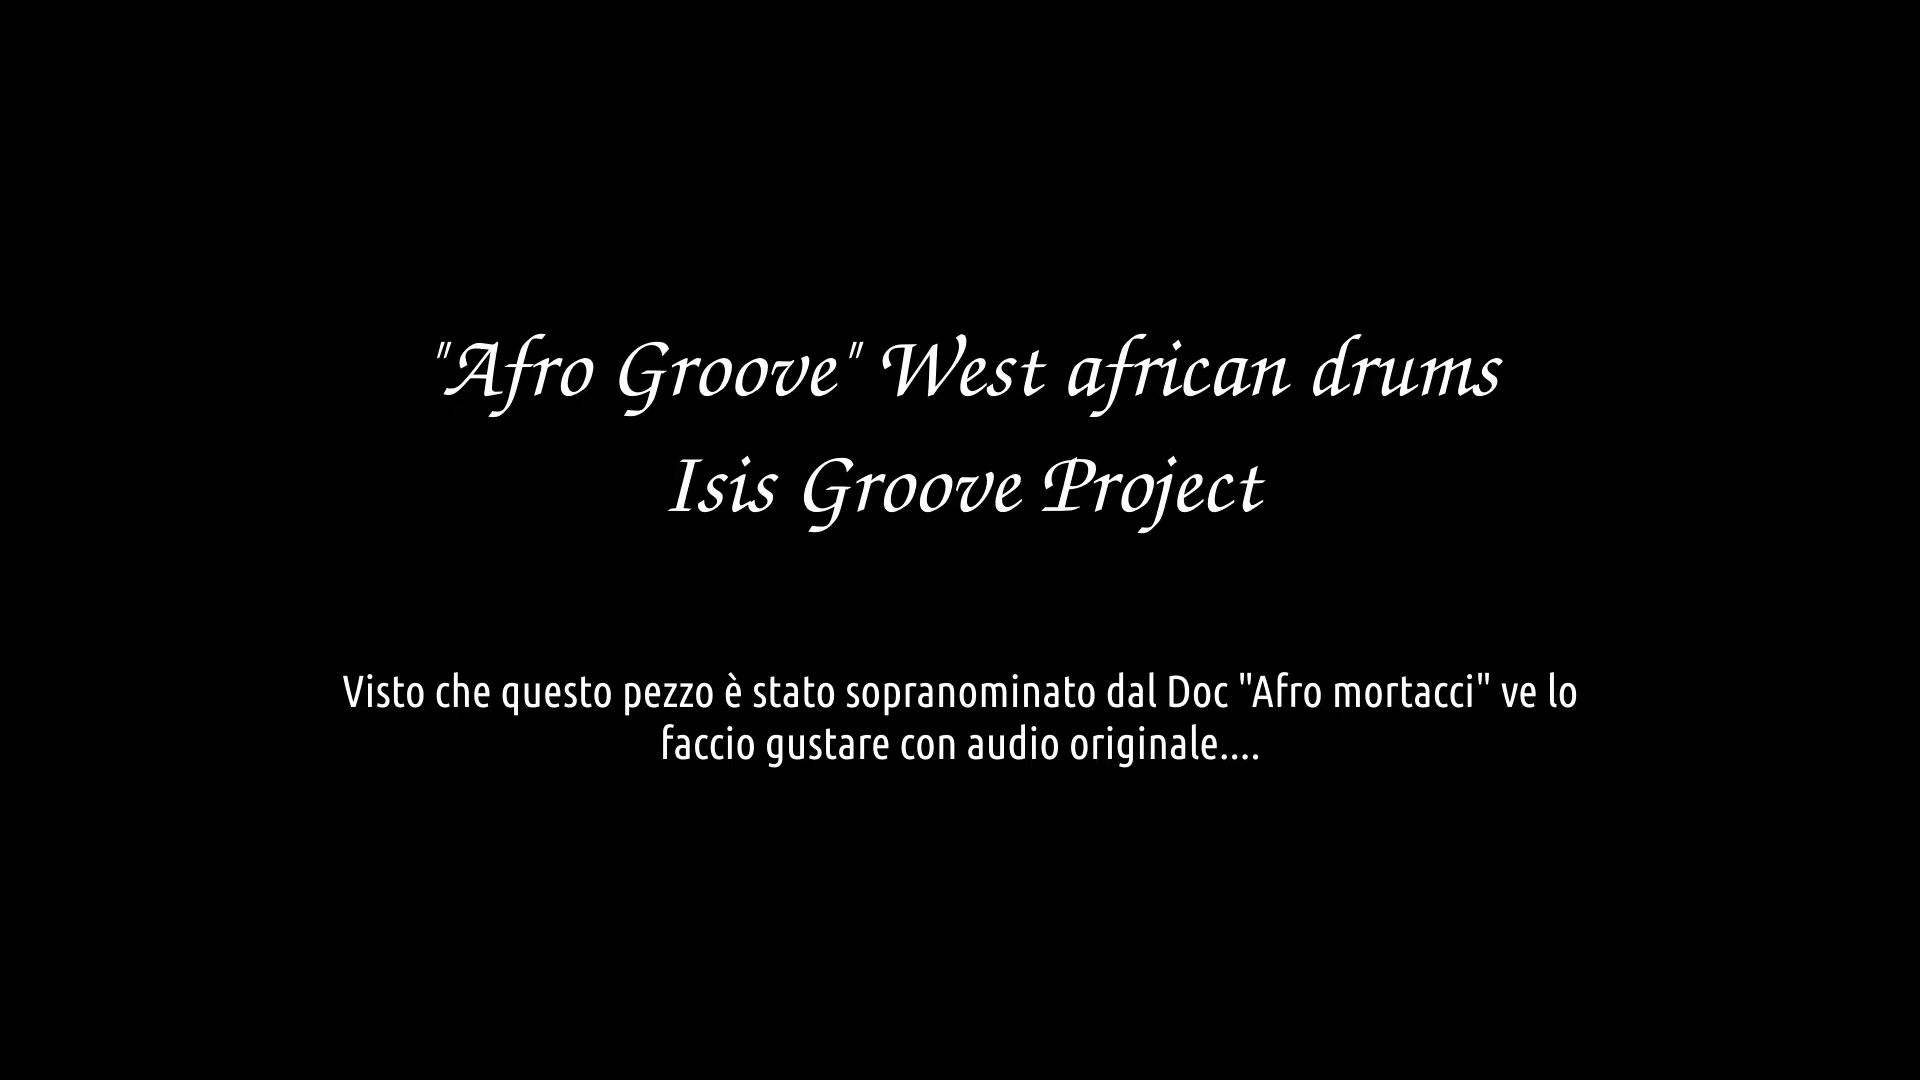 "Afro Groove" West african drums
Isis Groove Project
Visto che questo pezzo è stato sopranominato dal Doc "Afro mortacci" ve lo
faccio gustare con audio originale....